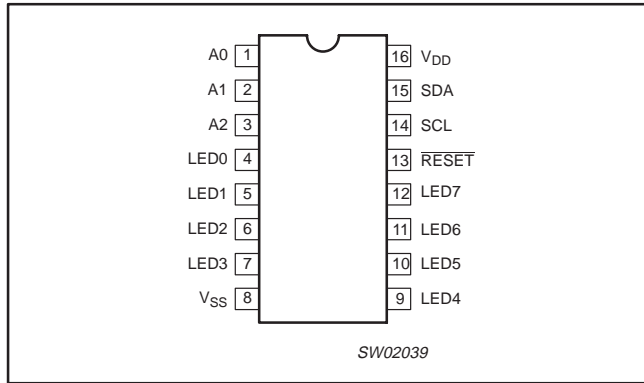 A0 1 16 VDD
A1 2 15 SDA
A2 3 14 SCL
LED0 4 13 RESET
LED1 5 12 LED7
LED2 6 11 LED6
LED3 7 10 LED5
VSS 8 9 LED4
SW02039